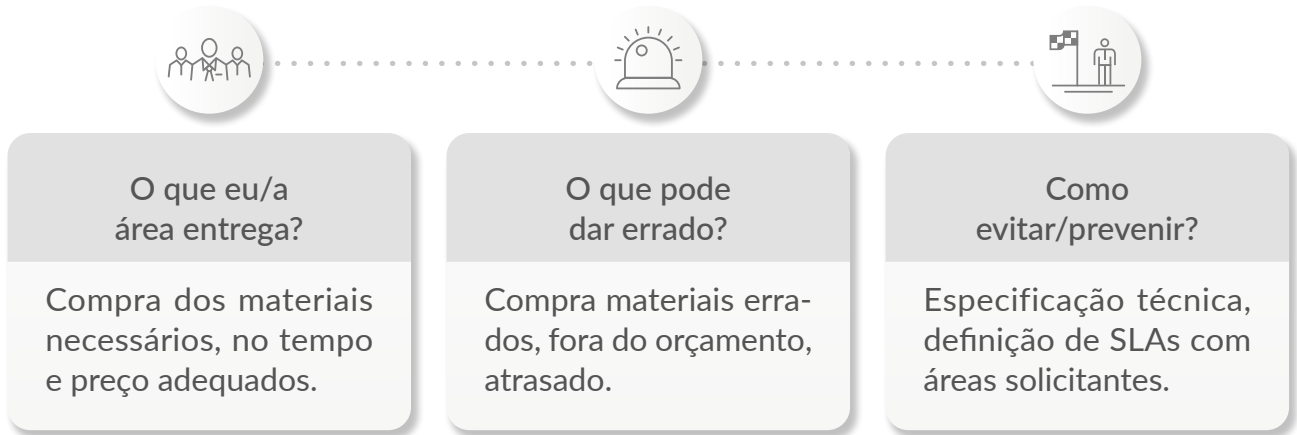 O que eu/a
área entrega?
Compra dos materiais
necessários, no tempo
e preço adequados.
O que pode
dar errado?
Compra materiais erra-
dos, fora do orçamento,
atrasado.
Como
evitar/prevenir?
Especificação técnica,
definição de SLAs com
áreas solicitantes.